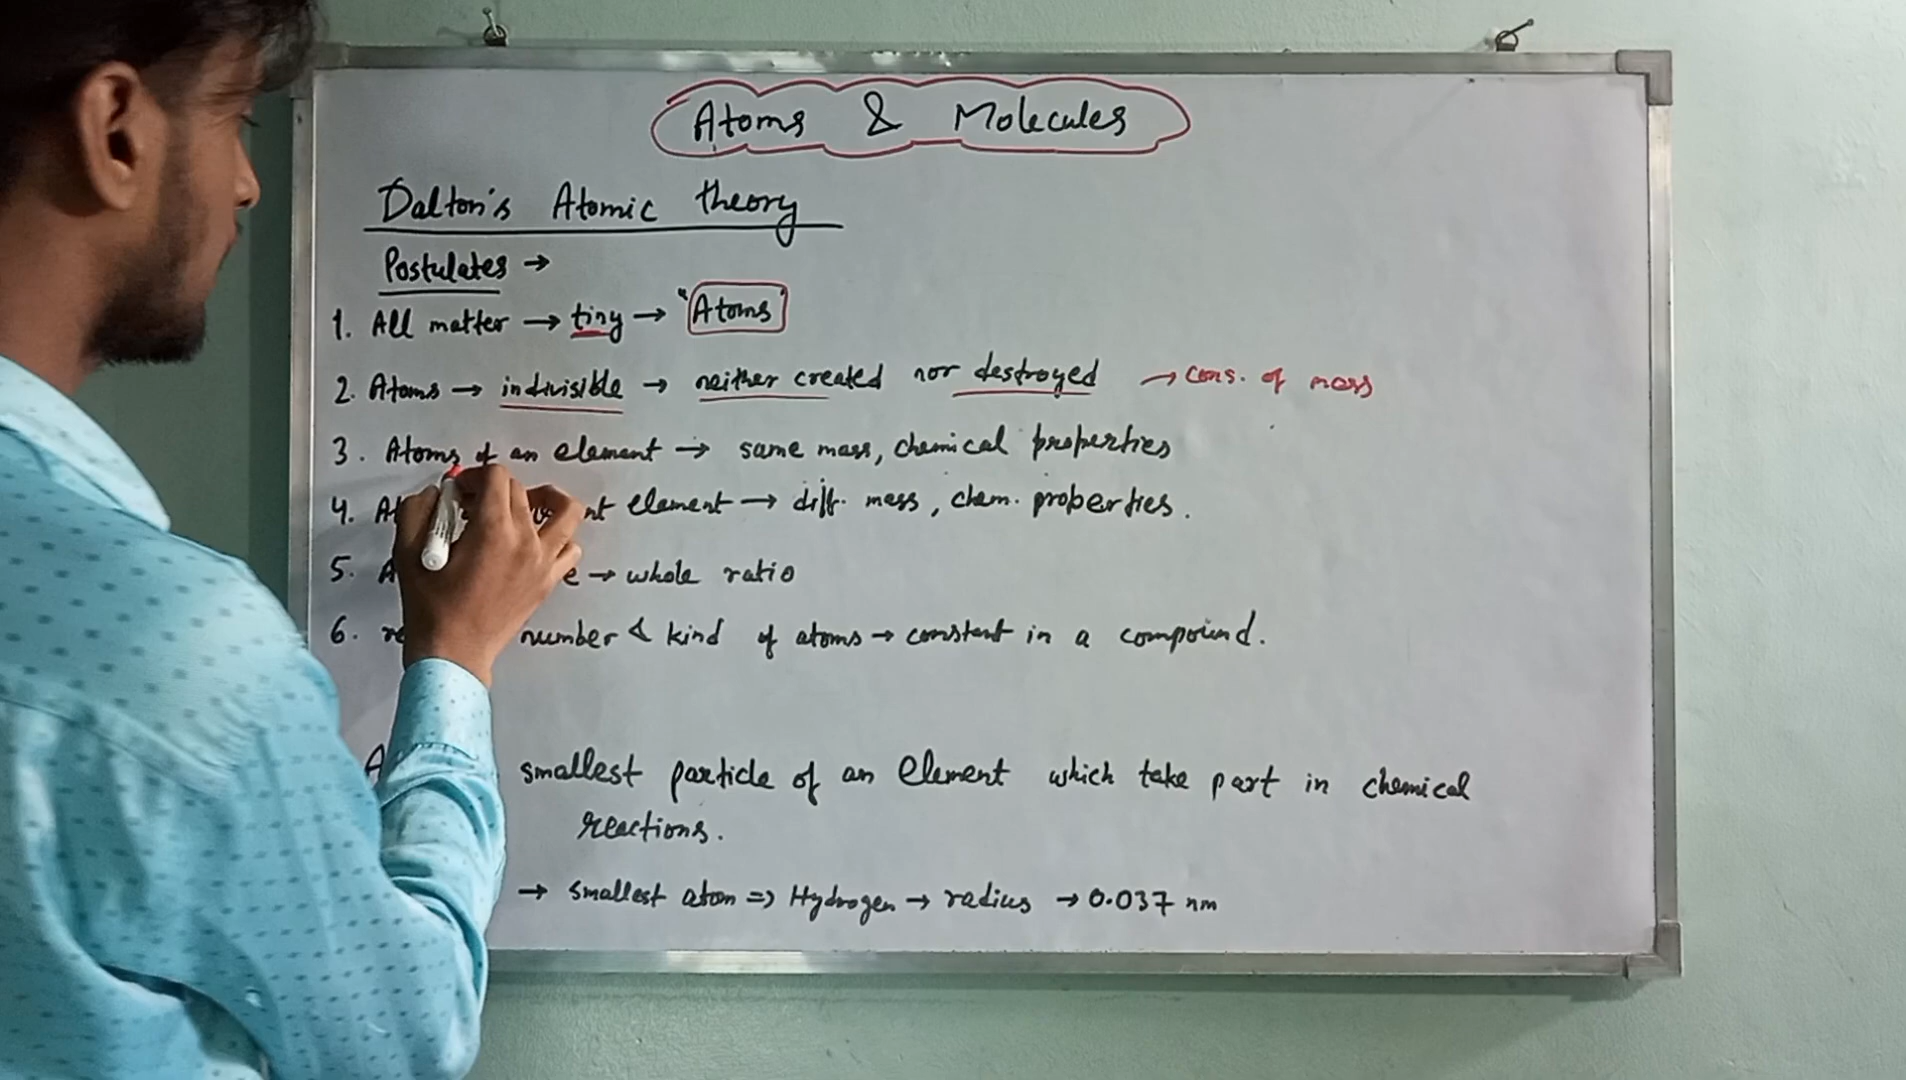 Atoms & Molecules
Dalton's Atomic theory
Postulates →
1. All matter → tiny → "Atoms"
2. Atoms → indivisible → neither created nor destroyed → cons. of mass
3. Atoms of an element → same mass, chemical properties
4. element → diff. mass, chem. properties.
5. → whole ratio
6. number & kind of atoms → constant in a compound.
smallest particle of an element which take part in chemical
reactions.
→ smallest atom => Hydrogen → radius → 0.037 nm